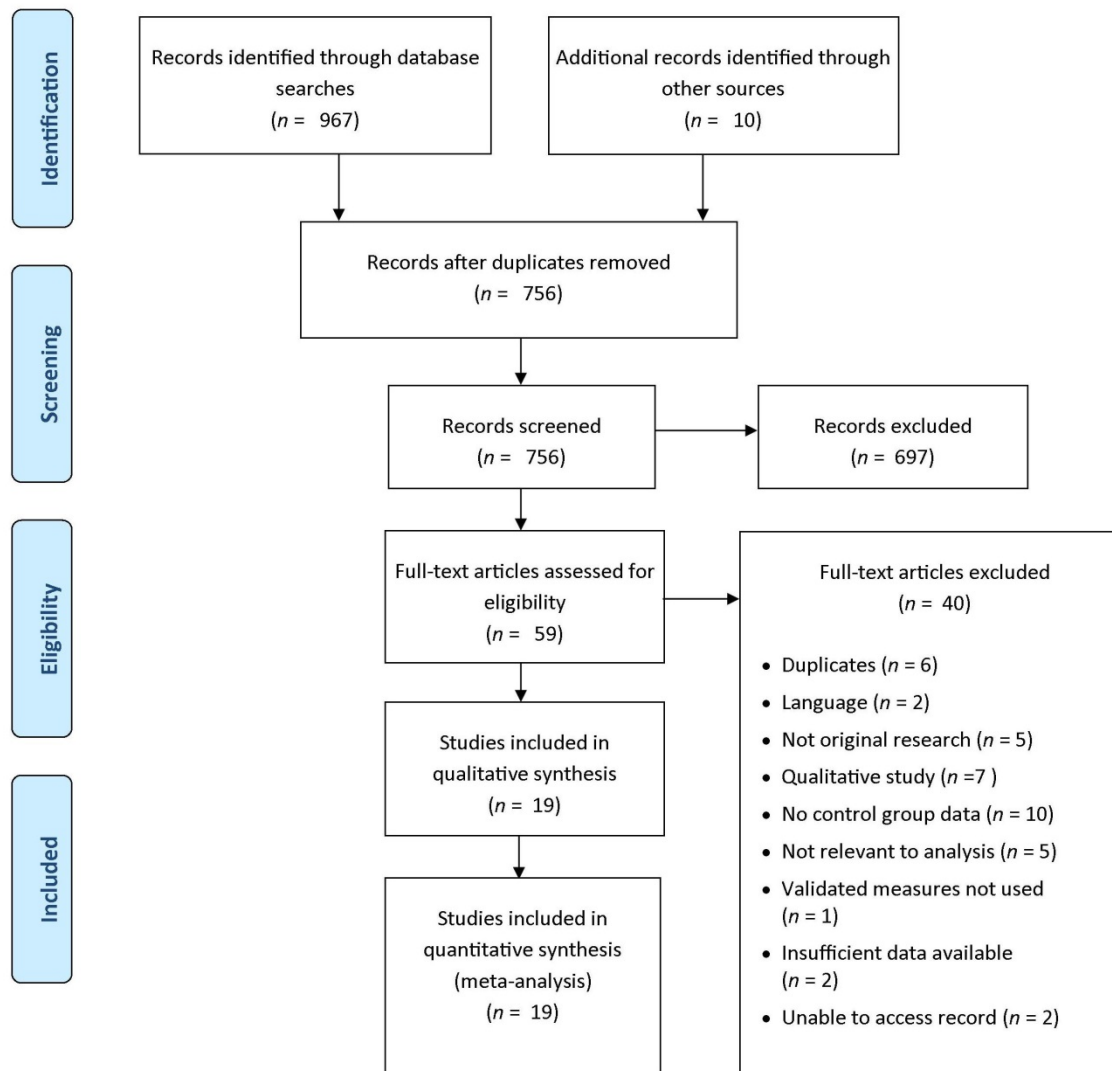 Identification
Records identified through database
searches
(n = 967)
Additional records identified through
other sources
(n = 10)
Records after duplicates removed
(n = 756)
Screening
Records screened
(n = 756)
Records excluded
(n = 697)
Eligibility
Full-text articles assessed for
eligibility
(n = 59)
Full-text articles excluded
(n = 40)
• Duplicates (n = 6)
• Language (n = 2)
• Not original research (n = 5)
• Qualitative study (n =7 )
• No control group data (n = 10)
• Not relevant to analysis (n = 5)
• Validated measures not used
(n = 1)
• Insufficient data available
(n = 2)
• Unable to access record (n = 2)
Studies included in
qualitative synthesis
(n = 19)
Included
Studies included in
quantitative synthesis
(meta-analysis)
(n = 19)